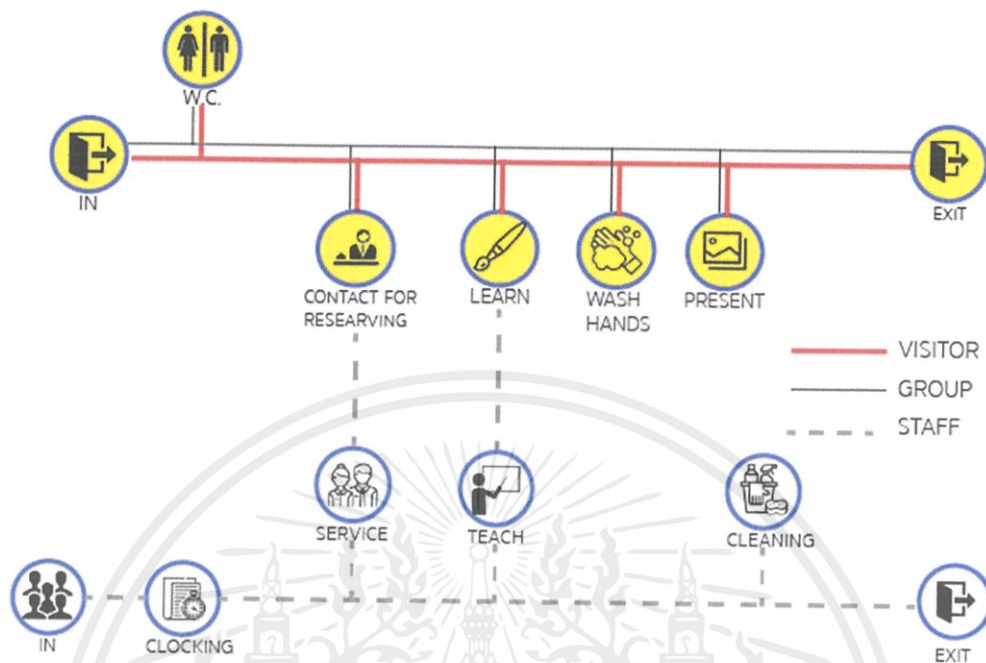 W.C.
IN
EXIT
CONTACT FOR
RESEARVING
LEARN
WASH
HANDS
PRESENT
VISITOR
GROUP
STAFF
SERVICE
TEACH
CLEANING
IN
CLOCKING
EXIT